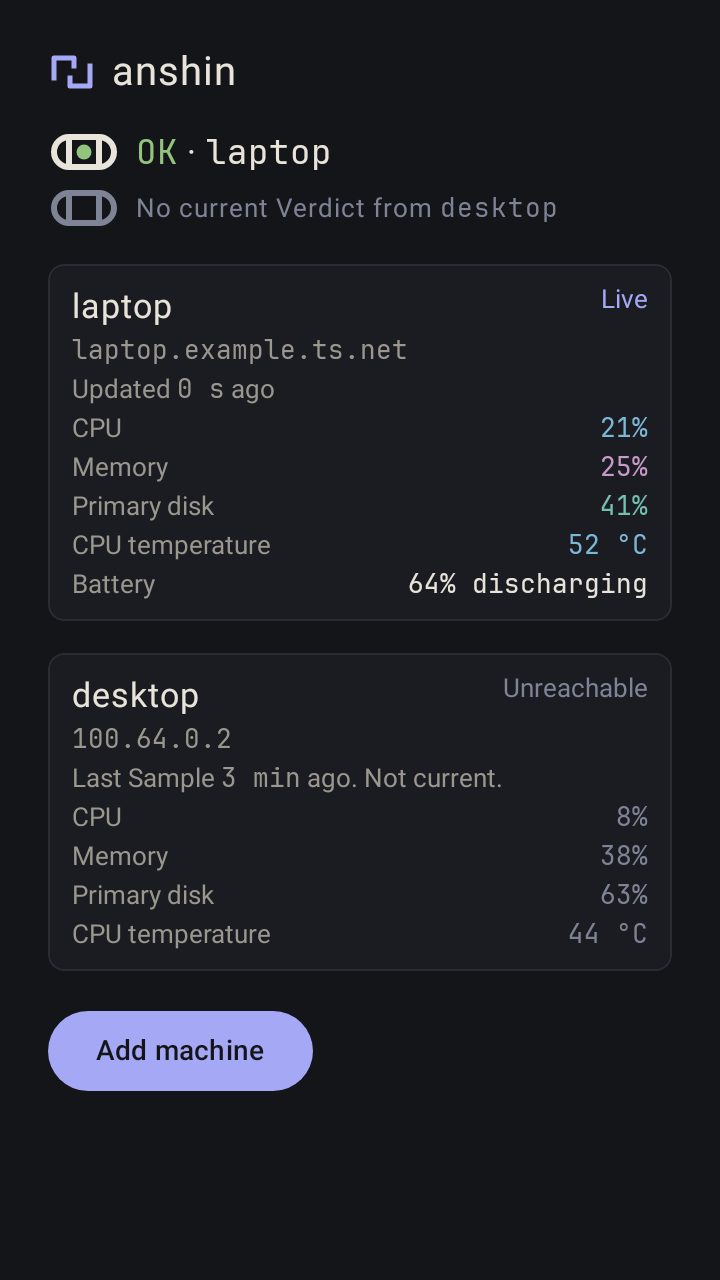 anshin
OK · laptop
No current Verdict from desktop
laptop Live
laptop.example.ts.net
Updated 0 s ago
CPU 21%
Memory 25%
Primary disk 41%
CPU temperature 52 °C
Battery 64% discharging
desktop Unreachable
100.64.0.2
Last Sample 3 min ago. Not current.
CPU 8%
Memory 38%
Primary disk 63%
CPU temperature 44 °C
Add machine